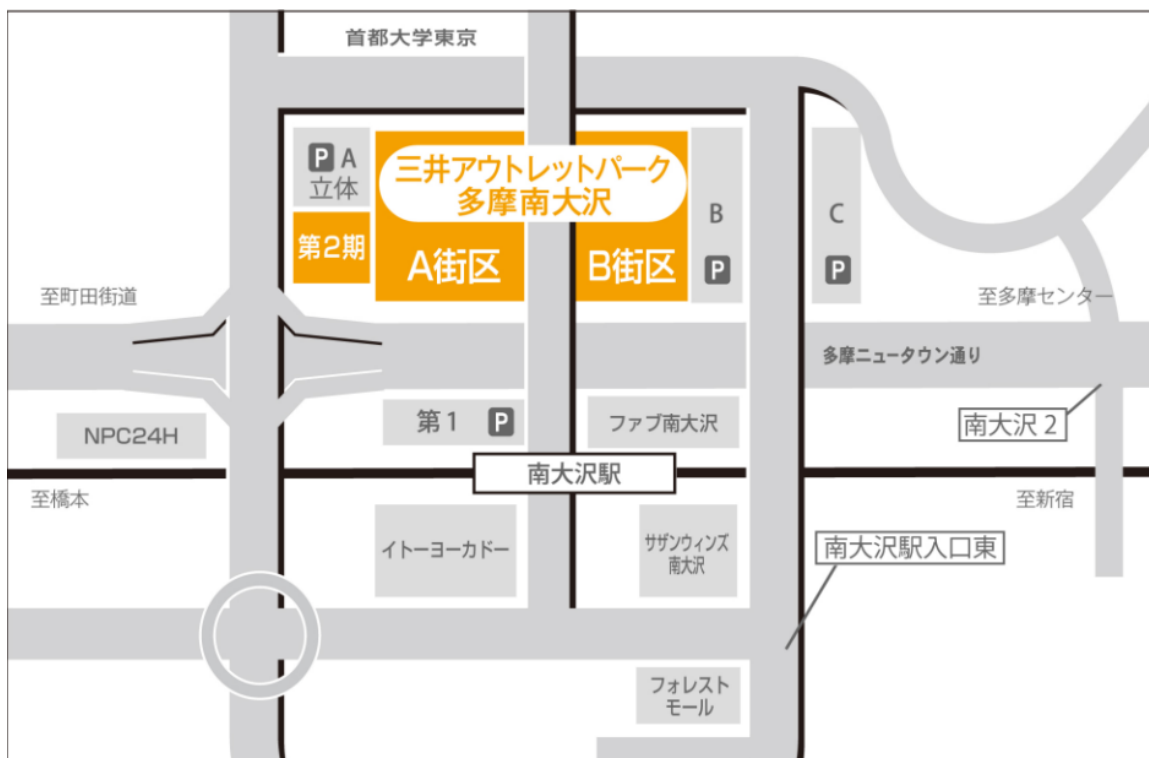 首都大学東京
P A
立体
三井アウトレットパーク
多摩南大沢
第2期
A街区
B街区
B
P
C
P
至町田街道
至多摩センター
多摩ニュータウン通り
NPC24H
第1 P
ファブ南大沢
南大沢2
南大沢駅
至橋本
至新宿
イトーヨーカドー
サザンウィンズ
南大沢
南大沢駅入口東
フォレスト
モール